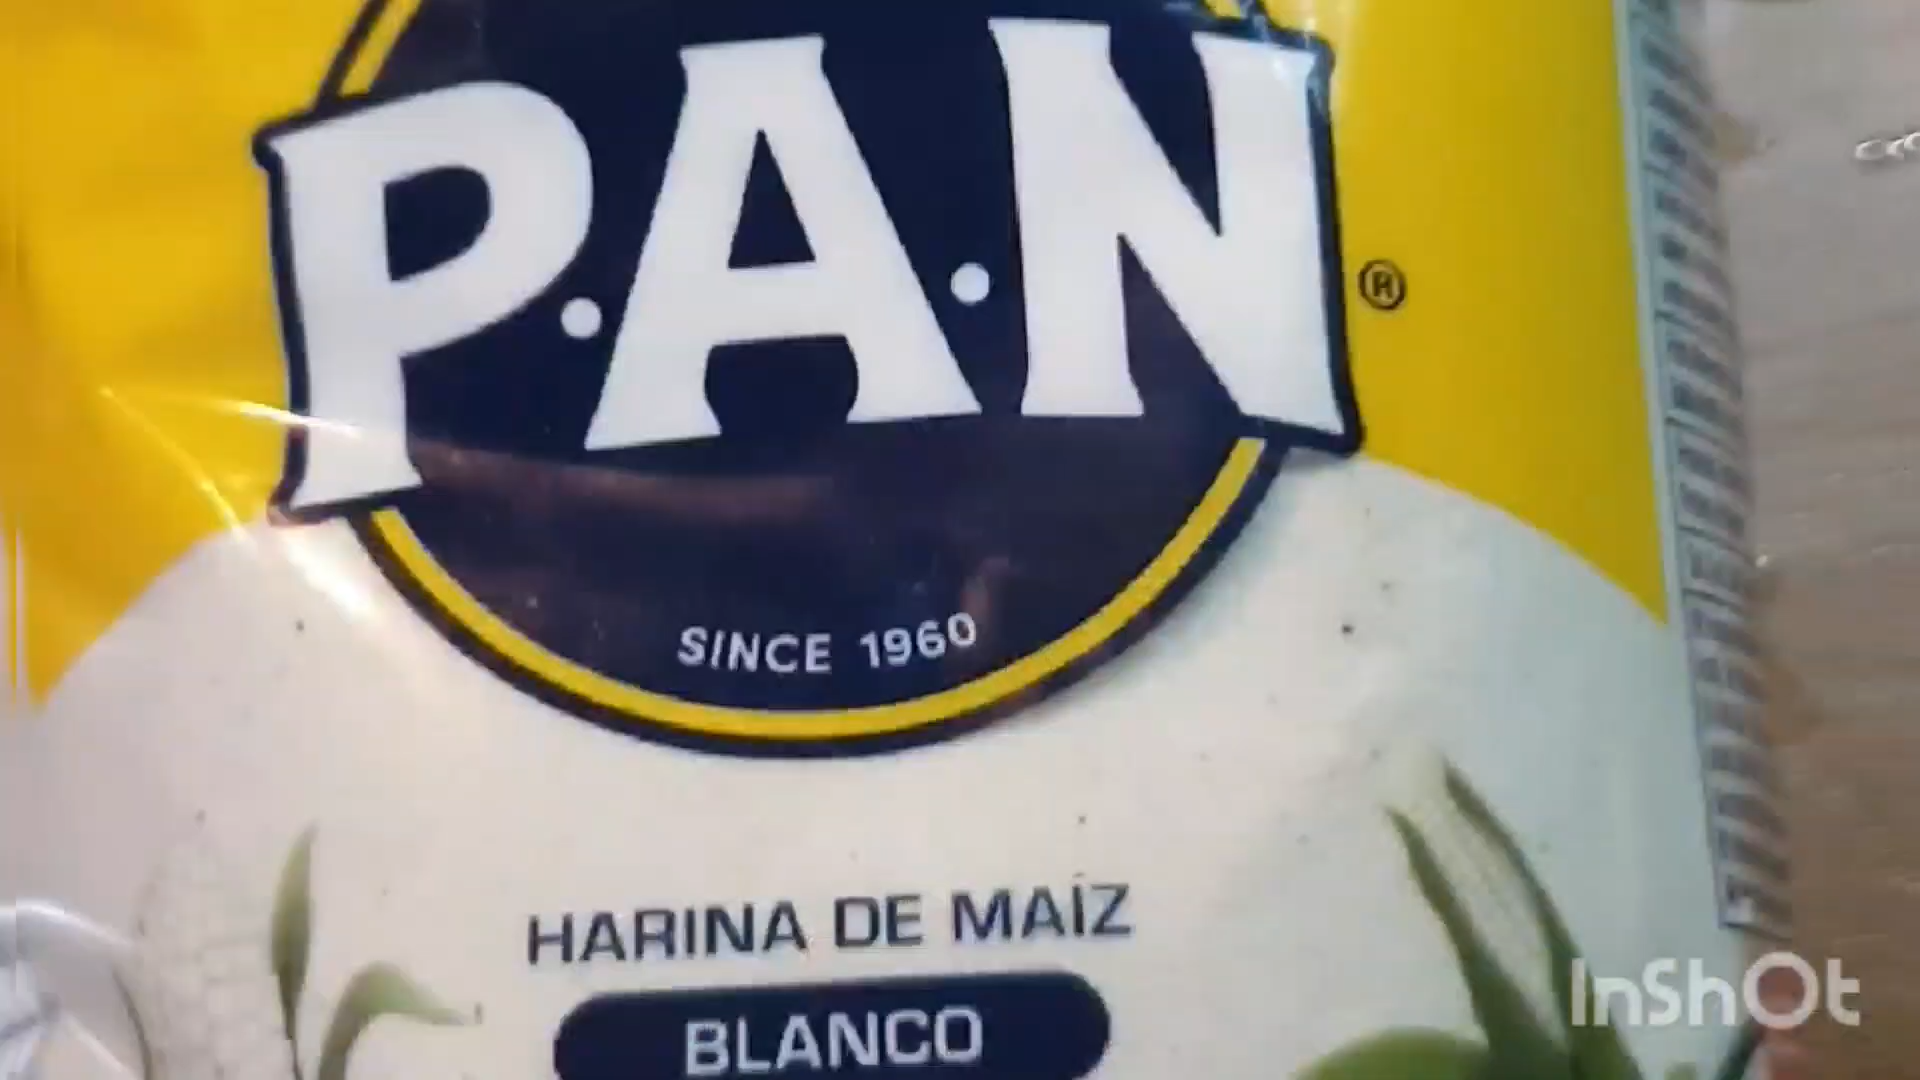 P.A.N
®
SINCE 1960
HARINA DE MAÍZ
BLANCO
InShOt